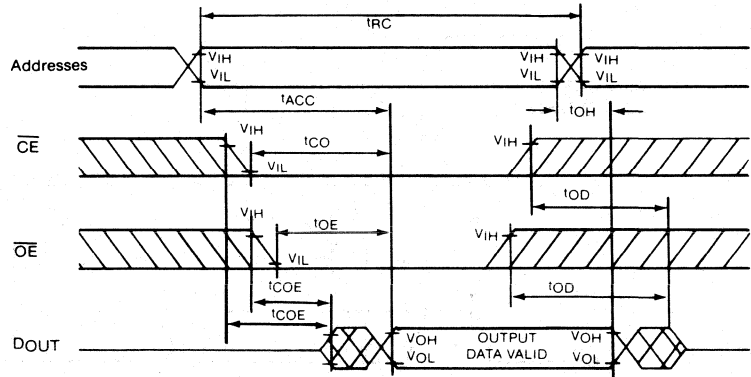 tRC
Addresses
VIH
VIL
VIH
VIL
VIH
VIL
tACC
tOH
CE
VIH
tCO
VIL
VIH
tOD
OE
VIH
tOE
VIL
VIH
tCOE
tOD
tCOE
DOUT
VOH
VOL
OUTPUT
DATA VALID
VOH
VOL